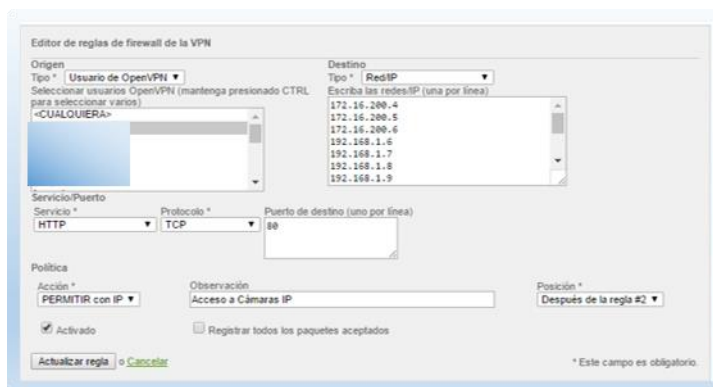 Editor de reglas de firewall de la VPN
Origen
Tipo * Usuario de OpenVPN
Seleccionar usuarios OpenVPN (mantenga presionado CTRL
para seleccionar varios)
<CUALQUIERA>
Destino
Tipo * Red/IP
Escriba las redes/IP (una por línea)
172.16.200.4
172.16.200.5
172.16.200.6
192.168.1.6
192.168.1.7
192.168.1.8
192.168.1.9
Servicio/Puerto
Servicio * Protocolo * Puerto de destino (uno por línea)
HTTP TCP 80
Política
Acción * Observación Posición *
PERMITIR con IP Acceso a Cámaras IP Después de la regla #2
Activado Registrar todos los paquetes aceptados
Actualizar regla o Cancelar * Este campo es obligatorio.